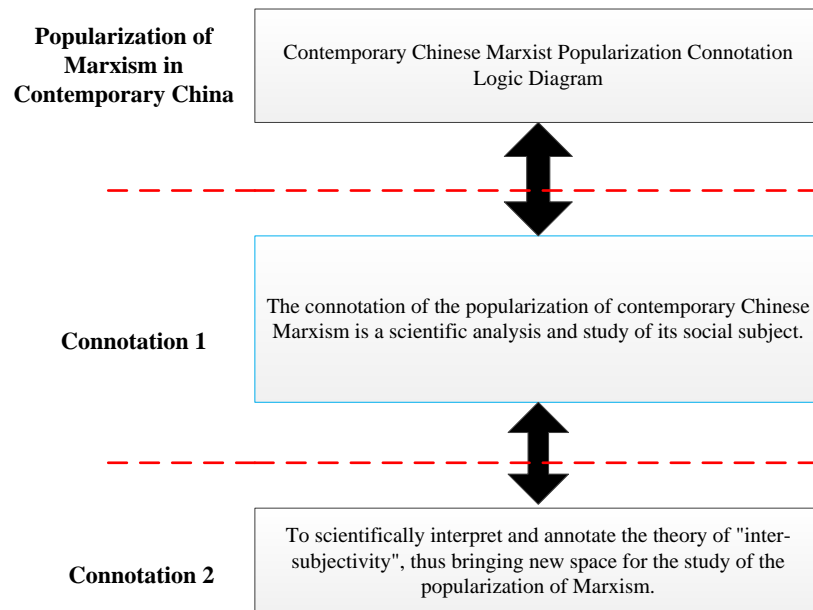 Popularization of
Marxism in
Contemporary China
Contemporary Chinese Marxist Popularization Connotation
Logic Diagram
Connotation 1
The connotation of the popularization of contemporary Chinese
Marxism is a scientific analysis and study of its social subject.
Connotation 2
To scientifically interpret and annotate the theory of "inter-
subjectivity", thus bringing new space for the study of the
popularization of Marxism.